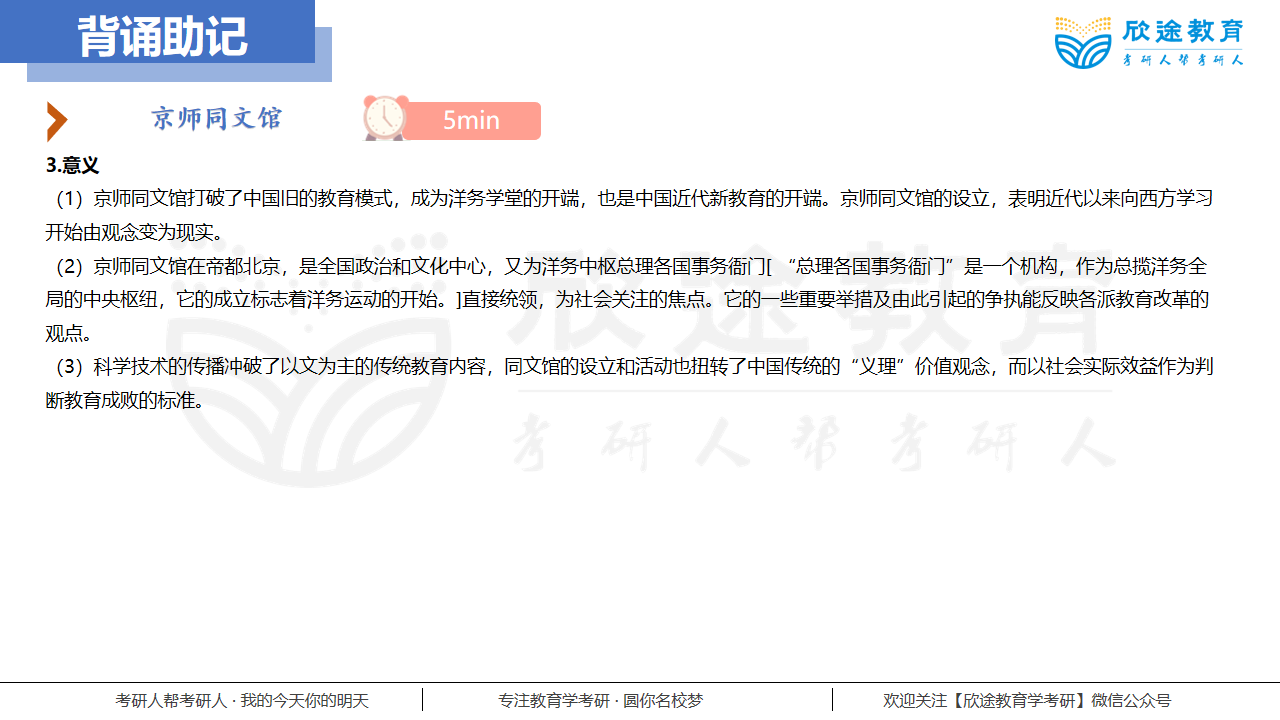 背诵助记
欣途教育
考研人帮考研人
京师同文馆
5min
3.意义
（1）京师同文馆打破了中国旧的教育模式，成为洋务学堂的开端，也是中国近代新教育的开端。京师同文馆的设立，表明近代以来向西方学习
开始由观念变为现实。
（2）京师同文馆在帝都北京，是全国政治和文化中心，又为洋务中枢总理各国事务衙门[ “总理各国事务衙门”是一个机构，作为总揽洋务全
局的中央枢纽，它的成立标志着洋务运动的开始。]直接统领，为社会关注的焦点。它的一些重要举措及由此引起的争执能反映各派教育改革的
观点。
（3）科学技术的传播冲破了以文为主的传统教育内容，同文馆的设立和活动也扭转了中国传统的“义理”价值观念，而以社会实际效益作为判
断教育成败的标准。
欣途教育
考研人帮考研人
考研人帮考研人 · 我的今天你的明天
专注教育学考研 · 圆你名校梦
欢迎关注【欣途教育学考研】微信公众号